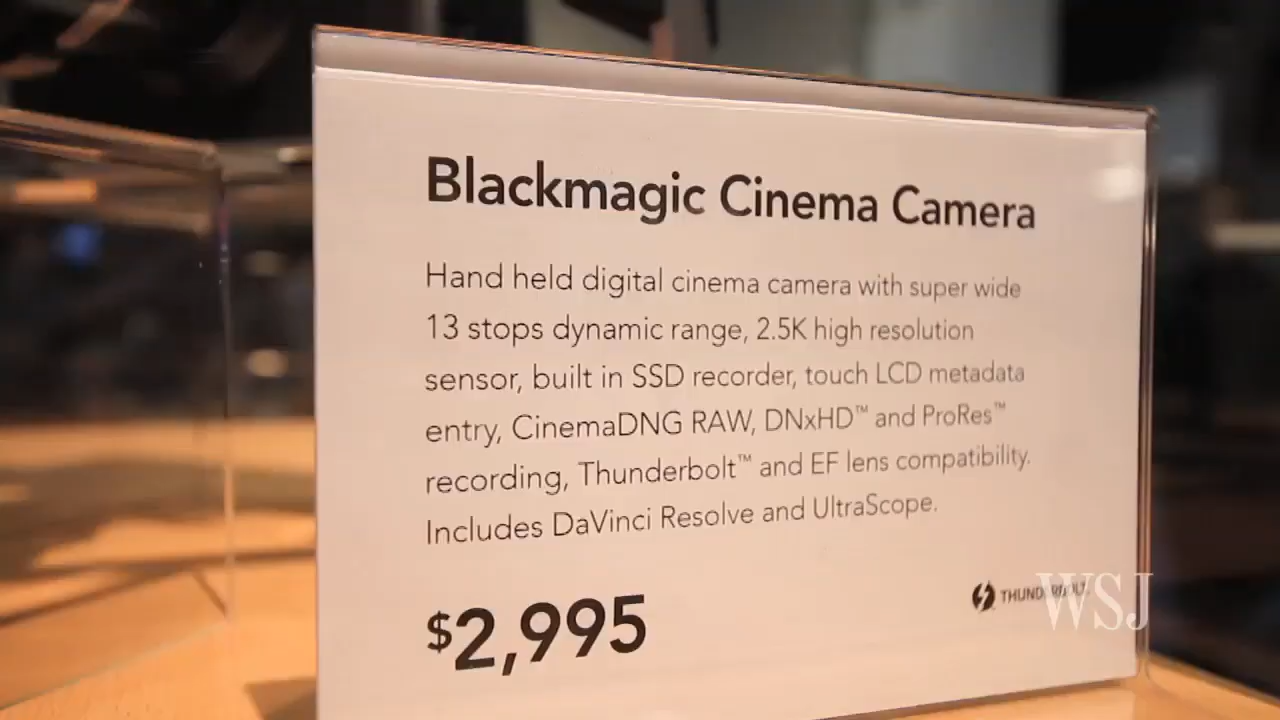 Blackmagic Cinema Camera
Hand held digital cinema camera with super wide
13 stops dynamic range, 2.5K high resolution
sensor, built in SSD recorder, touch LCD metadata
entry, CinemaDNG RAW, DNxHD™ and ProRes™
recording, Thunderbolt™ and EF lens compatibility.
Includes DaVinci Resolve and UltraScope.
$2,995
THUNDERBOLT
WSJ